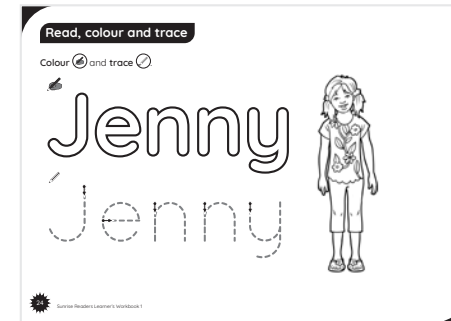 Read, colour and trace
Colour and trace
Jenny
Jenny
24 Sunrise Readers Learner's Workbook 1